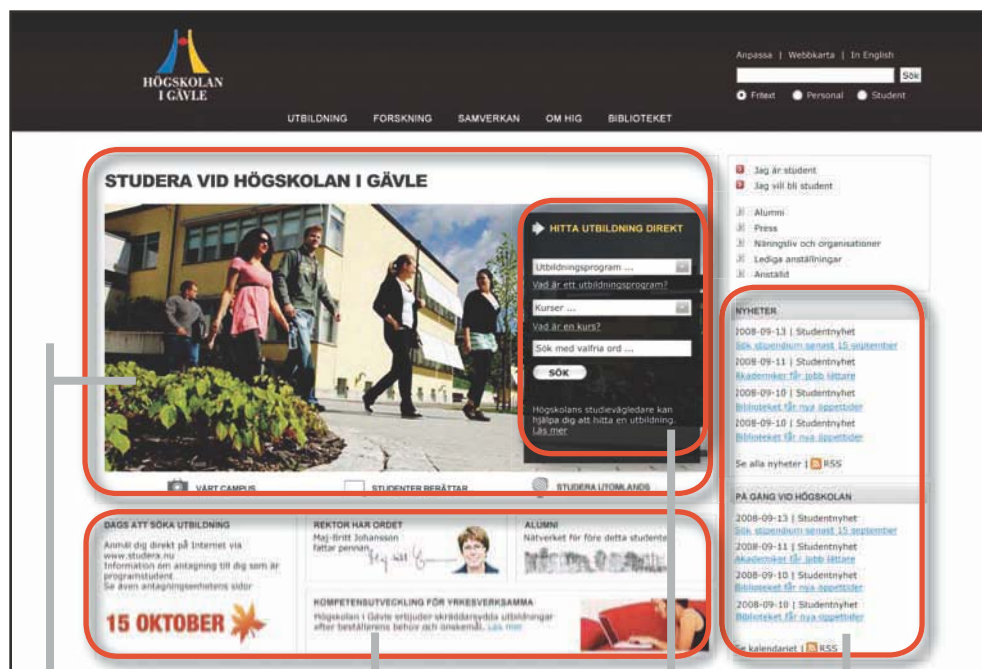 HÖGSKOLAN
I GÄVLE
Anpassa | Webbkarta | In English
Sök
Fritext Personal Student
UTBILDNING FORSKNING SAMVERKAN OM HIG BIBLIOTEKET
STUDERA VID HÖGSKOLAN I GÄVLE
HITTA UTBILDNING DIREKT
Utbildningsprogram ...
Vad är ett utbildningsprogram?
Kurser ...
Vad är en kurs?
Sök med valfria ord ...
SÖK
Högskolans studievägledare kan
hjälpa dig att hitta en utbildning.
Läs mer
VÅRT CAMPUS STUDENTER BERÄTTAR STUDERA UTOMLANDS
Jag är student
Jag vill bli student
Alumni
Press
Näringsliv och organisationer
Lediga anställningar
Anställd
NYHETER
2008-09-13 | Studentnyhet
Sök stipendium senast 15 september
2008-09-11 | Studentnyhet
Akademiker får jobb lättare
2008-09-10 | Studentnyhet
Biblioteket får nya öppettider
2008-09-10 | Studentnyhet
Biblioteket får nya öppettider
Se alla nyheter | RSS
PÅ GÅNG VID HÖGSKOLAN
2008-09-13 | Studentnyhet
Sök stipendium senast 15 september
2008-09-11 | Studentnyhet
Akademiker får jobb lättare
2008-09-10 | Studentnyhet
Biblioteket får nya öppettider
2008-09-10 | Studentnyhet
Biblioteket får nya öppettider
Se kalendariet | RSS
DAGS ATT SÖKA UTBILDNING
Anmäl dig direkt på Internet via
www.studera.nu
Information om antagning till dig som är
programstudent
Se även antagningsenhetens sidor
15 OKTOBER
REKTOR HAR ORDET
Maj-Britt Johansson
fattar pennan
ALUMNI
Nätverket för före detta studente
KOMPETENSUTVECKLING FÖR YRKESVERKSAMMA
Högskolan i Gävle erbjuder skräddarsydda utbildningar
efter beställarens behov och önskemål. Läs mer